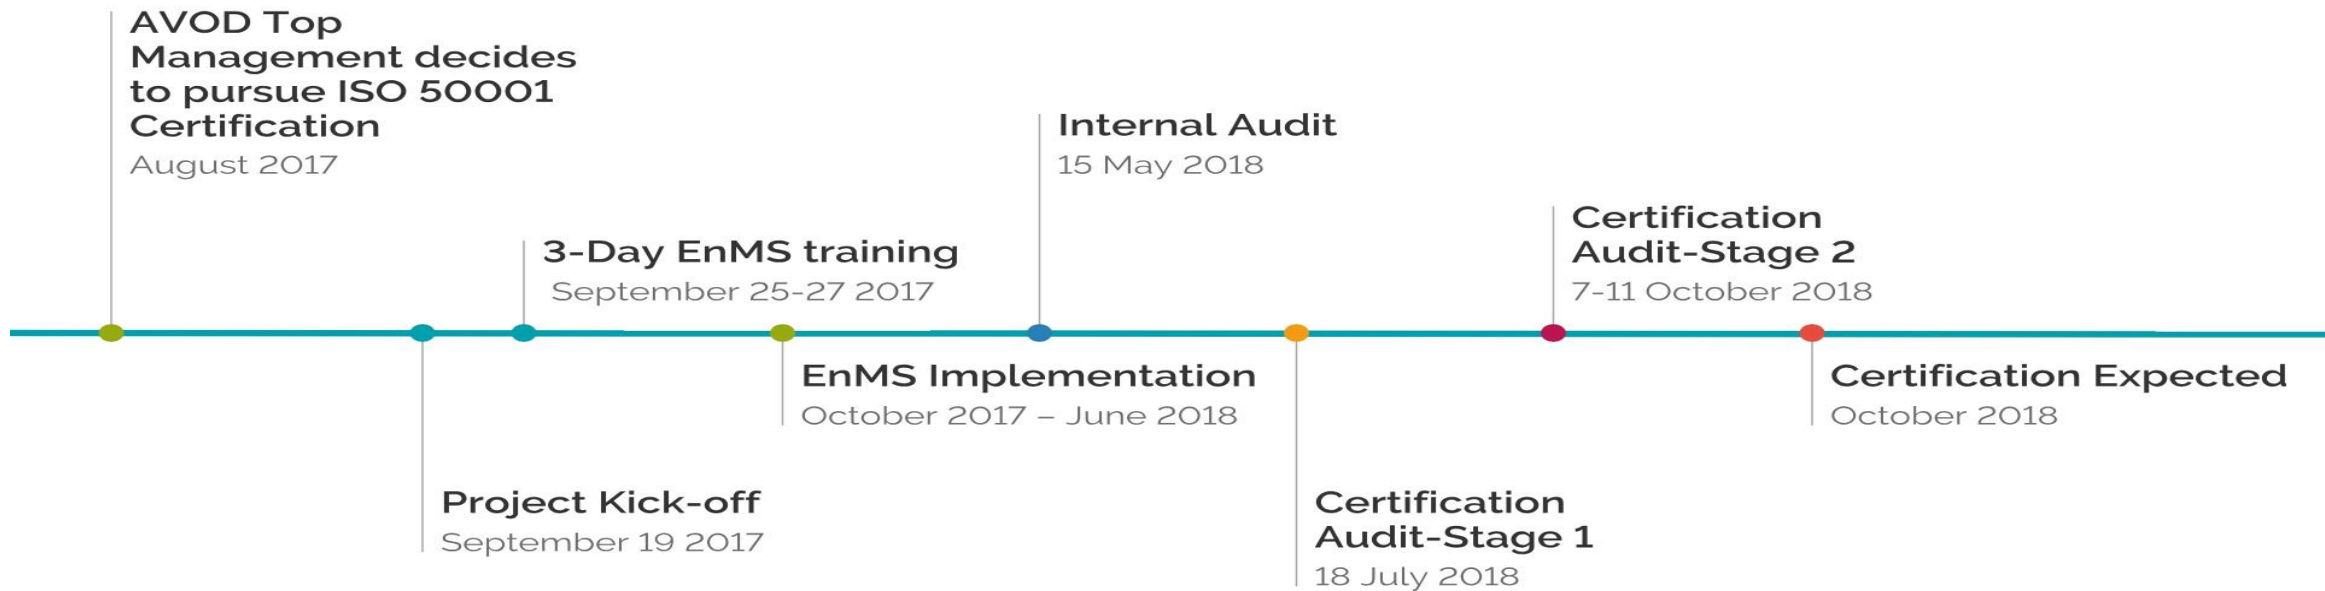 AVOD Top
Management decides
to pursue ISO 50001
Certification
August 2017
Project Kick-off
September 19 2017
3-Day EnMS training
September 25-27 2017
EnMS Implementation
October 2017 – June 2018
Internal Audit
15 May 2018
Certification
Audit-Stage 1
18 July 2018
Certification
Audit-Stage 2
7-11 October 2018
Certification Expected
October 2018